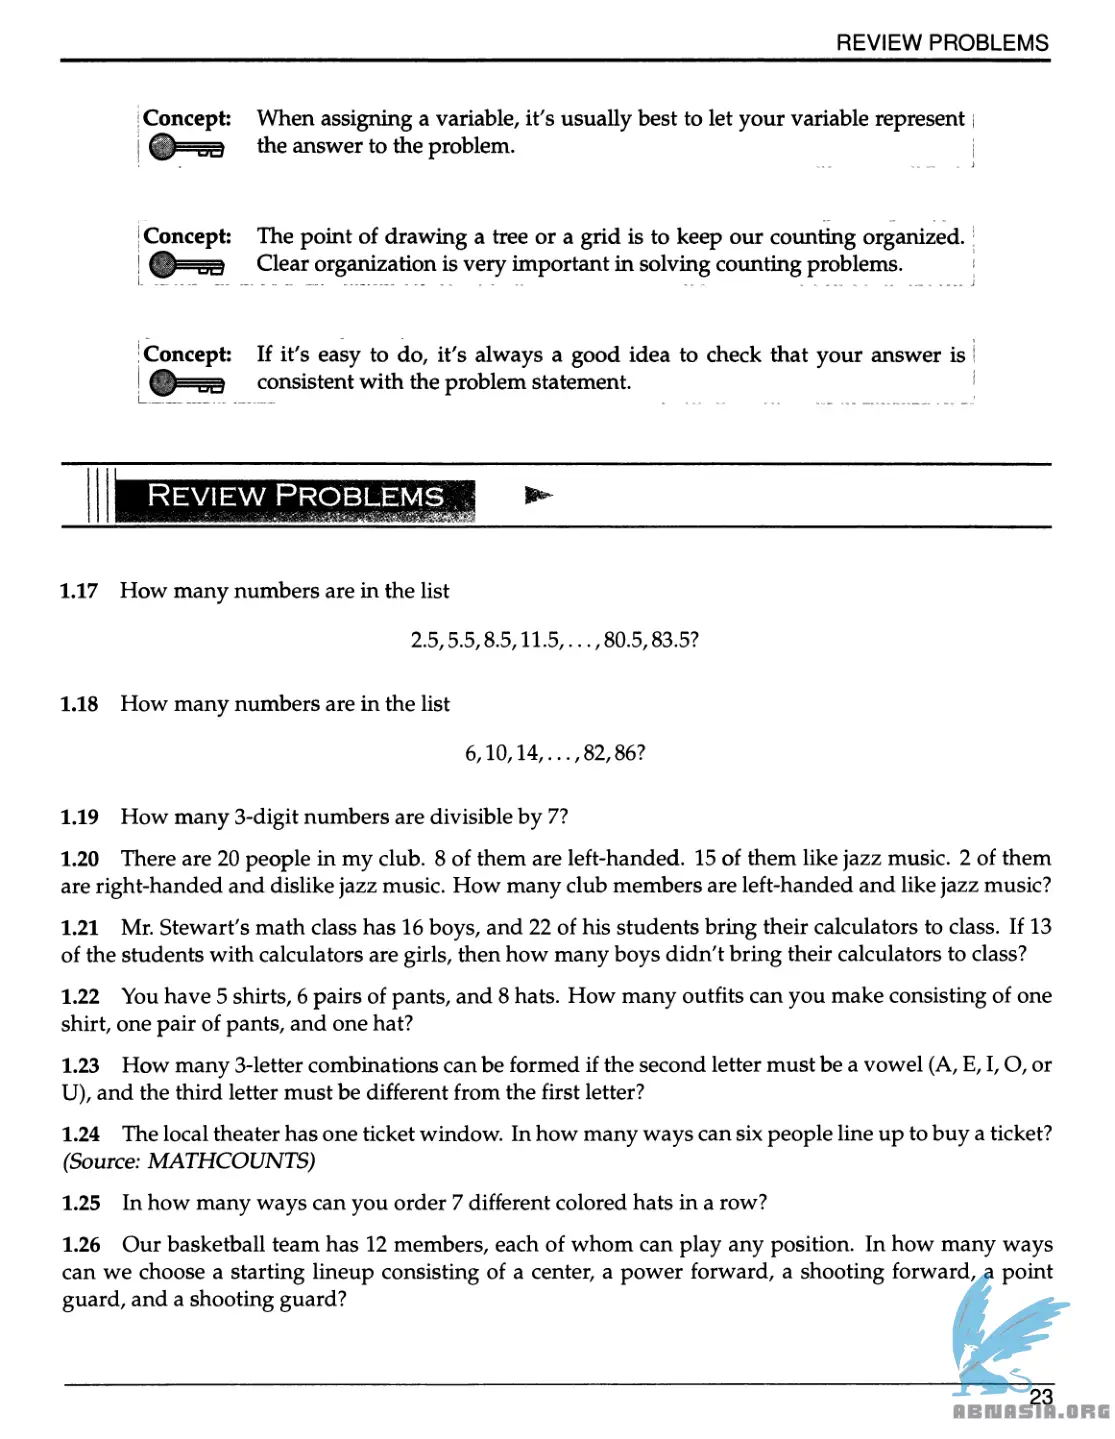 REVIEW PROBLEMS
Concept: When assigning a variable, it's usually best to let your variable represent
the answer to the problem.
Concept: The point of drawing a tree or a grid is to keep our counting organized.
Clear organization is very important in solving counting problems.
Concept: If it's easy to do, it's always a good idea to check that your answer is
consistent with the problem statement.
REVIEW PROBLEMS
1.17 How many numbers are in the list
2.5, 5.5, 8.5, 11.5, . . . , 80.5, 83.5?
1.18 How many numbers are in the list
6, 10, 14, . . . , 82, 86?
1.19 How many 3-digit numbers are divisible by 7?
1.20 There are 20 people in my club. 8 of them are left-handed. 15 of them like jazz music. 2 of them
are right-handed and dislike jazz music. How many club members are left-handed and like jazz music?
1.21 Mr. Stewart's math class has 16 boys, and 22 of his students bring their calculators to class. If 13
of the students with calculators are girls, then how many boys didn't bring their calculators to class?
1.22 You have 5 shirts, 6 pairs of pants, and 8 hats. How many outfits can you make consisting of one
shirt, one pair of pants, and one hat?
1.23 How many 3-letter combinations can be formed if the second letter must be a vowel (A, E, I, O, or
U), and the third letter must be different from the first letter?
1.24 The local theater has one ticket window. In how many ways can six people line up to buy a ticket?
(Source: MATHCOUNTS)
1.25 In how many ways can you order 7 different colored hats in a row?
1.26 Our basketball team has 12 members, each of whom can play any position. In how many ways
can we choose a starting lineup consisting of a center, a power forward, a shooting forward, a point
guard, and a shooting guard?
23
ABNASIA.ORG